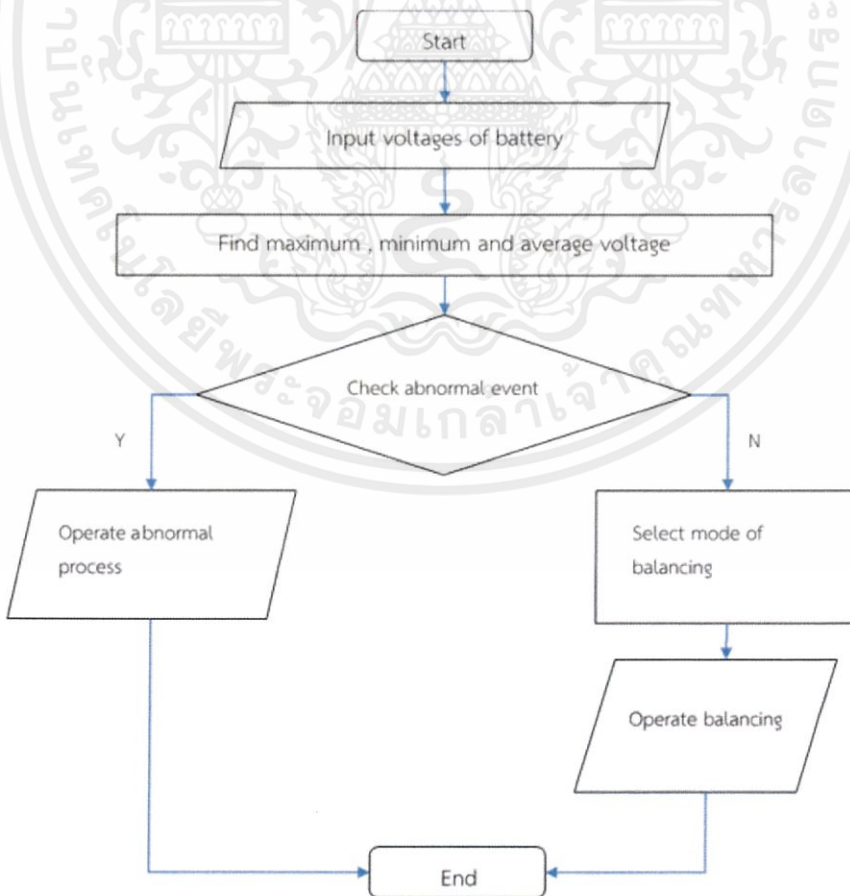 Start
Input voltages of battery
Find maximum , minimum and average voltage
Check abnormal event
Y
N
Operate abnormal
process
Select mode of
balancing
Operate balancing
End